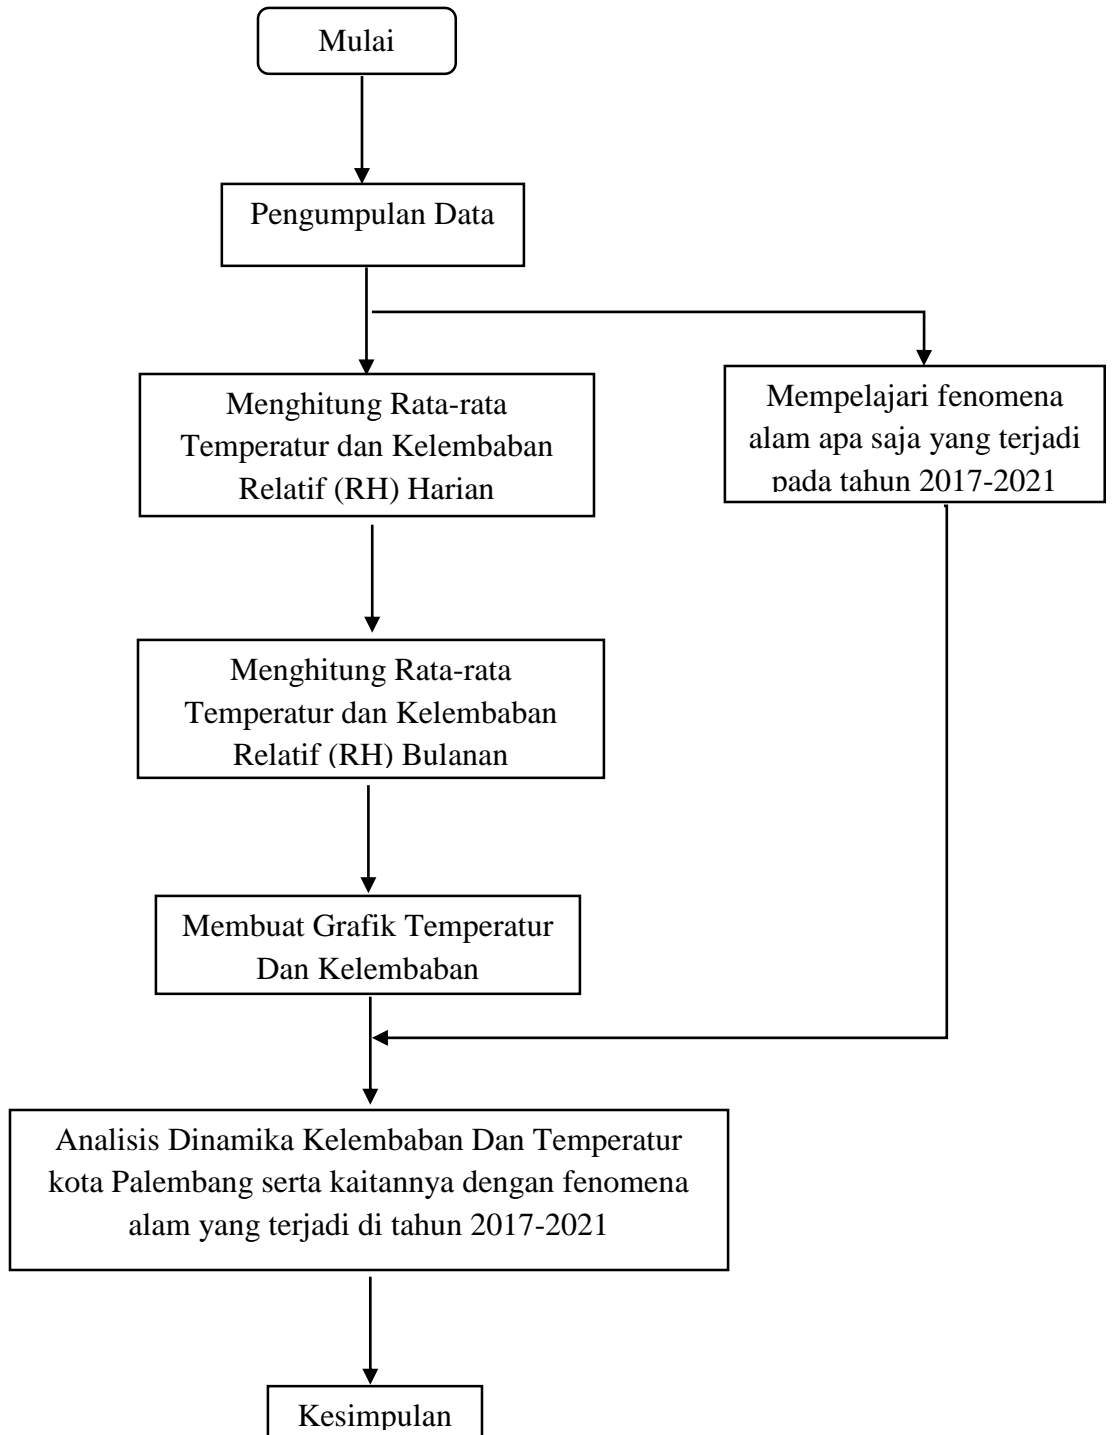 Mulai
Pengumpulan Data
Menghitung Rata-rata
Temperatur dan Kelembaban
Relatif (RH) Harian
Mempelajari fenomena
alam apa saja yang terjadi
pada tahun 2017-2021
Menghitung Rata-rata
Temperatur dan Kelembaban
Relatif (RH) Bulanan
Membuat Grafik Temperatur
Dan Kelembaban
Analisis Dinamika Kelembaban Dan Temperatur
kota Palembang serta kaitannya dengan fenomena
alam yang terjadi di tahun 2017-2021
Kesimpulan